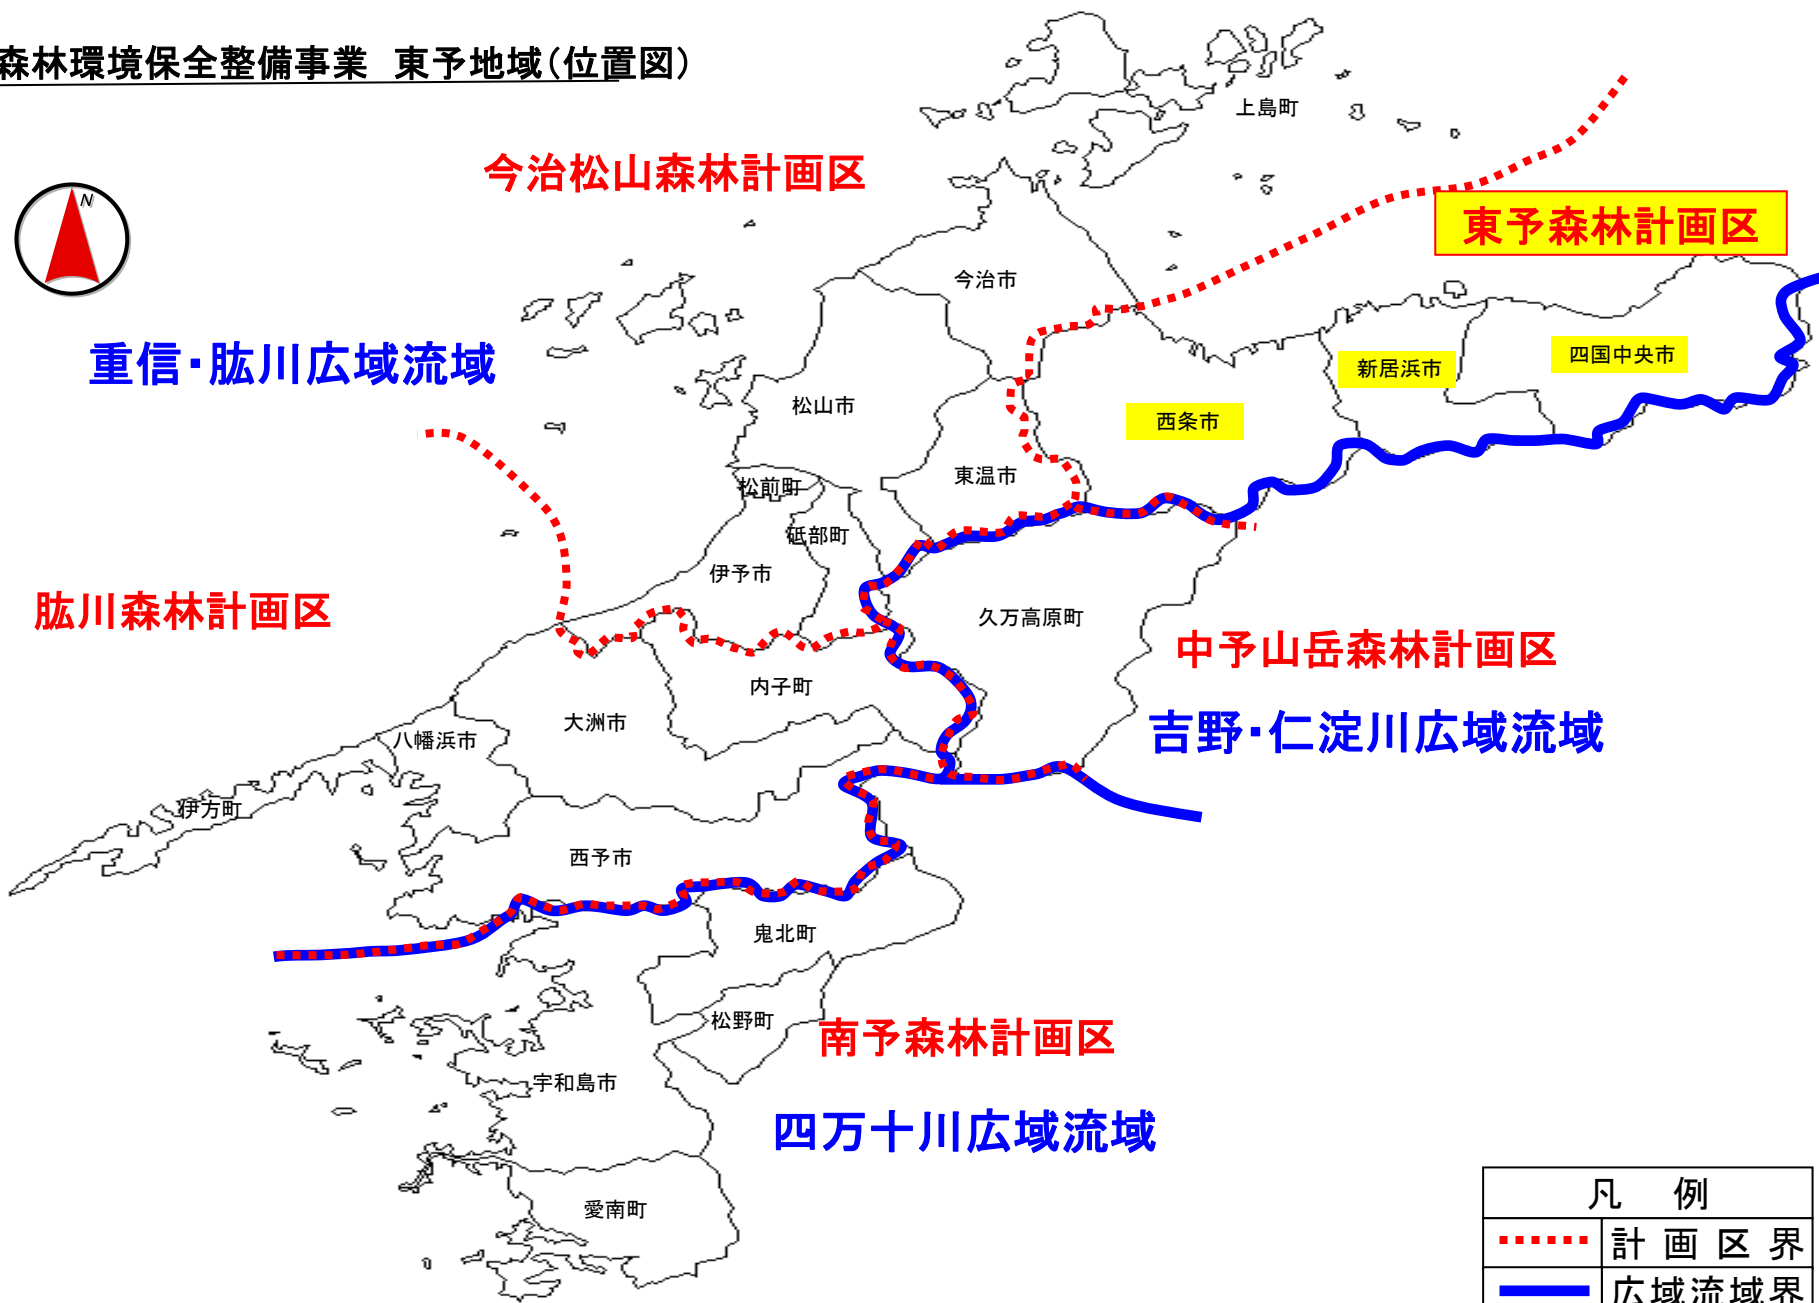 森林環境保全整備事業　東予地域（位置図）
上島町
今治松山森林計画区
N
東予森林計画区
今治市
重信・肱川広域流域
四国中央市
新居浜市
松山市
西条市
東温市
松前町
砥部町
伊予市
肱川森林計画区
久万高原町
中予山岳森林計画区
内子町
大洲市
吉野・仁淀川広域流域
八幡浜市
伊方町
西予市
鬼北町
松野町
南予森林計画区
宇和島市
四万十川広域流域
愛南町
凡　例
計画区界
広域流域界